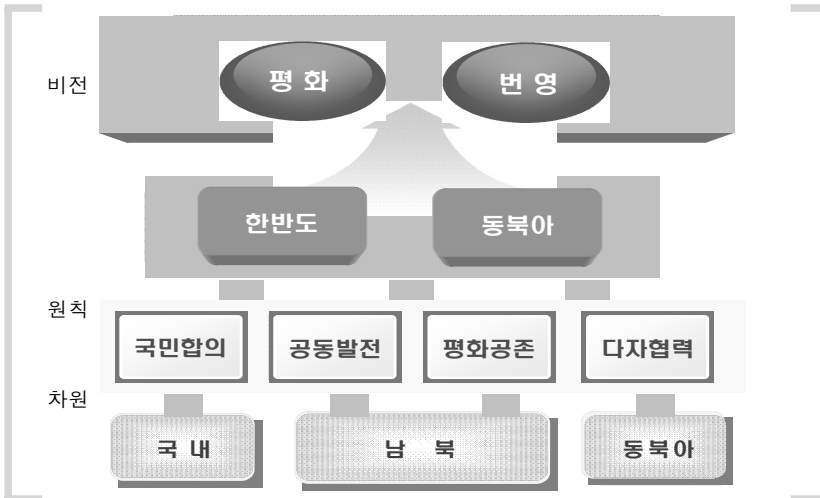 비전
평 화
번 영
한반도
동북아
원칙
국민합의
공동발전
평화공존
다자협력
차원
국 내
남 북
동북아